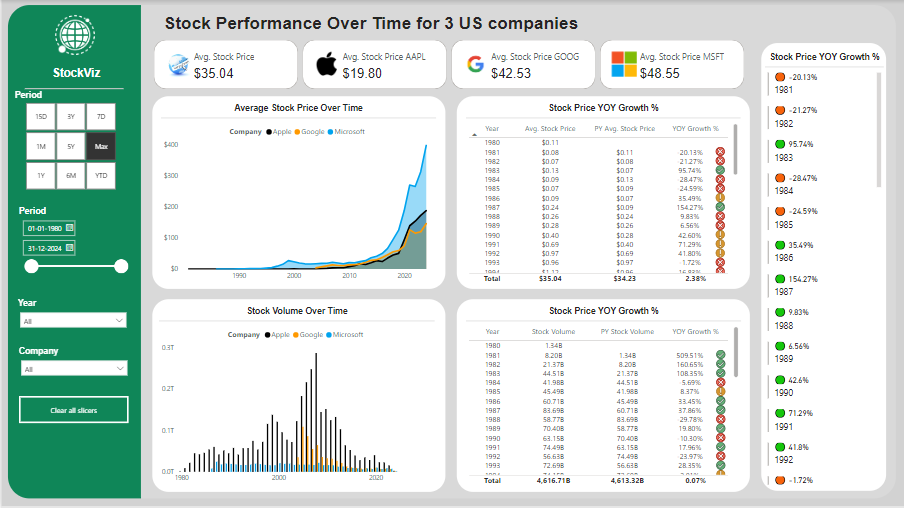 Stock Performance Over Time for 3 US companies
StockViz
Period
15D 3Y 7D
1M 5Y Max
1Y 6M YTD
Period
01-01-1980
31-12-2024
Year
All
Company
All
Clear all slicers
Avg. Stock Price
$35.04
Avg. Stock Price AAPL
$19.80
Avg. Stock Price GOOG
$42.53
Avg. Stock Price MSFT
$48.55
Average Stock Price Over Time
Company Apple Google Microsoft
$400
$300
$200
$100
$0
1990 2000 2010 2020
Stock Price YOY Growth %
Year Avg. Stock Price PY Avg. Stock Price YOY Growth %
1980 $0.11
1981 $0.08 $0.11 -20.13%
1982 $0.07 $0.08 -21.27%
1983 $0.13 $0.07 95.74%
1984 $0.09 $0.13 -28.47%
1985 $0.07 $0.09 -24.59%
1986 $0.09 $0.07 35.49%
1987 $0.24 $0.09 154.27%
1988 $0.26 $0.24 9.83%
1989 $0.28 $0.26 6.56%
1990 $0.40 $0.28 42.60%
1991 $0.69 $0.40 71.29%
1992 $0.97 $0.69 41.80%
1993 $0.96 $0.97 -1.72%
Total $35.04 $34.23 2.38%
Stock Volume Over Time
Company Apple Google Microsoft
0.3T
0.2T
0.1T
0.0T
1980 2000 2020
Stock Price YOY Growth %
Year Stock Volume PY Stock Volume YOY Growth %
1980 1.34B
1981 8.20B 1.34B 509.51%
1982 21.37B 8.20B 160.65%
1983 44.51B 21.37B 108.35%
1984 41.98B 44.51B -5.69%
1985 45.49B 41.98B 8.37%
1986 60.71B 45.49B 33.45%
1987 83.69B 60.71B 37.86%
1988 58.77B 83.69B -29.78%
1989 70.40B 58.77B 19.80%
1990 63.15B 70.40B -10.30%
1991 74.49B 63.15B 17.96%
1992 56.63B 74.49B -23.97%
1993 72.69B 56.63B 28.35%
Total 4,616.71B 4,613.32B 0.07%
Stock Price YOY Growth %
-20.13%
1981
-21.27%
1982
95.74%
1983
-28.47%
1984
-24.59%
1985
35.49%
1986
154.27%
1987
9.83%
1988
6.56%
1989
42.6%
1990
71.29%
1991
41.8%
1992
-1.72%